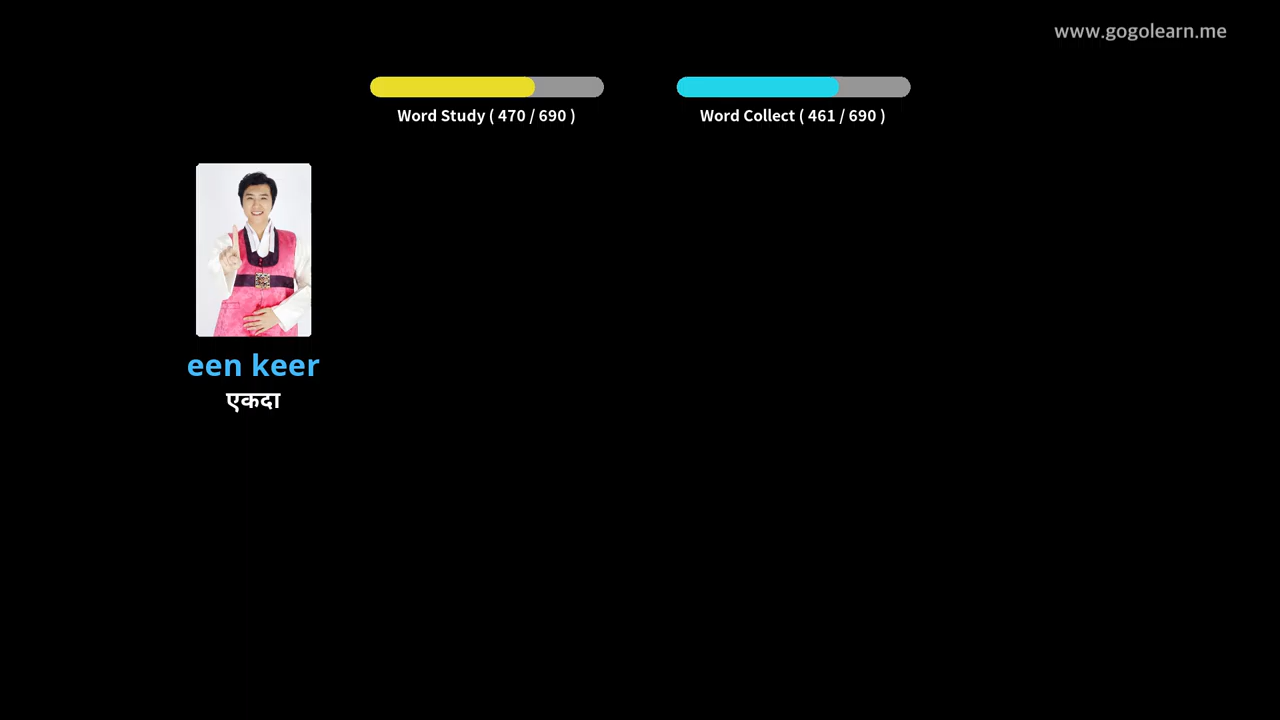 www.gogolearn.me
Word Study ( 470 / 690 )
Word Collect ( 461 / 690 )
een keer
एकदा